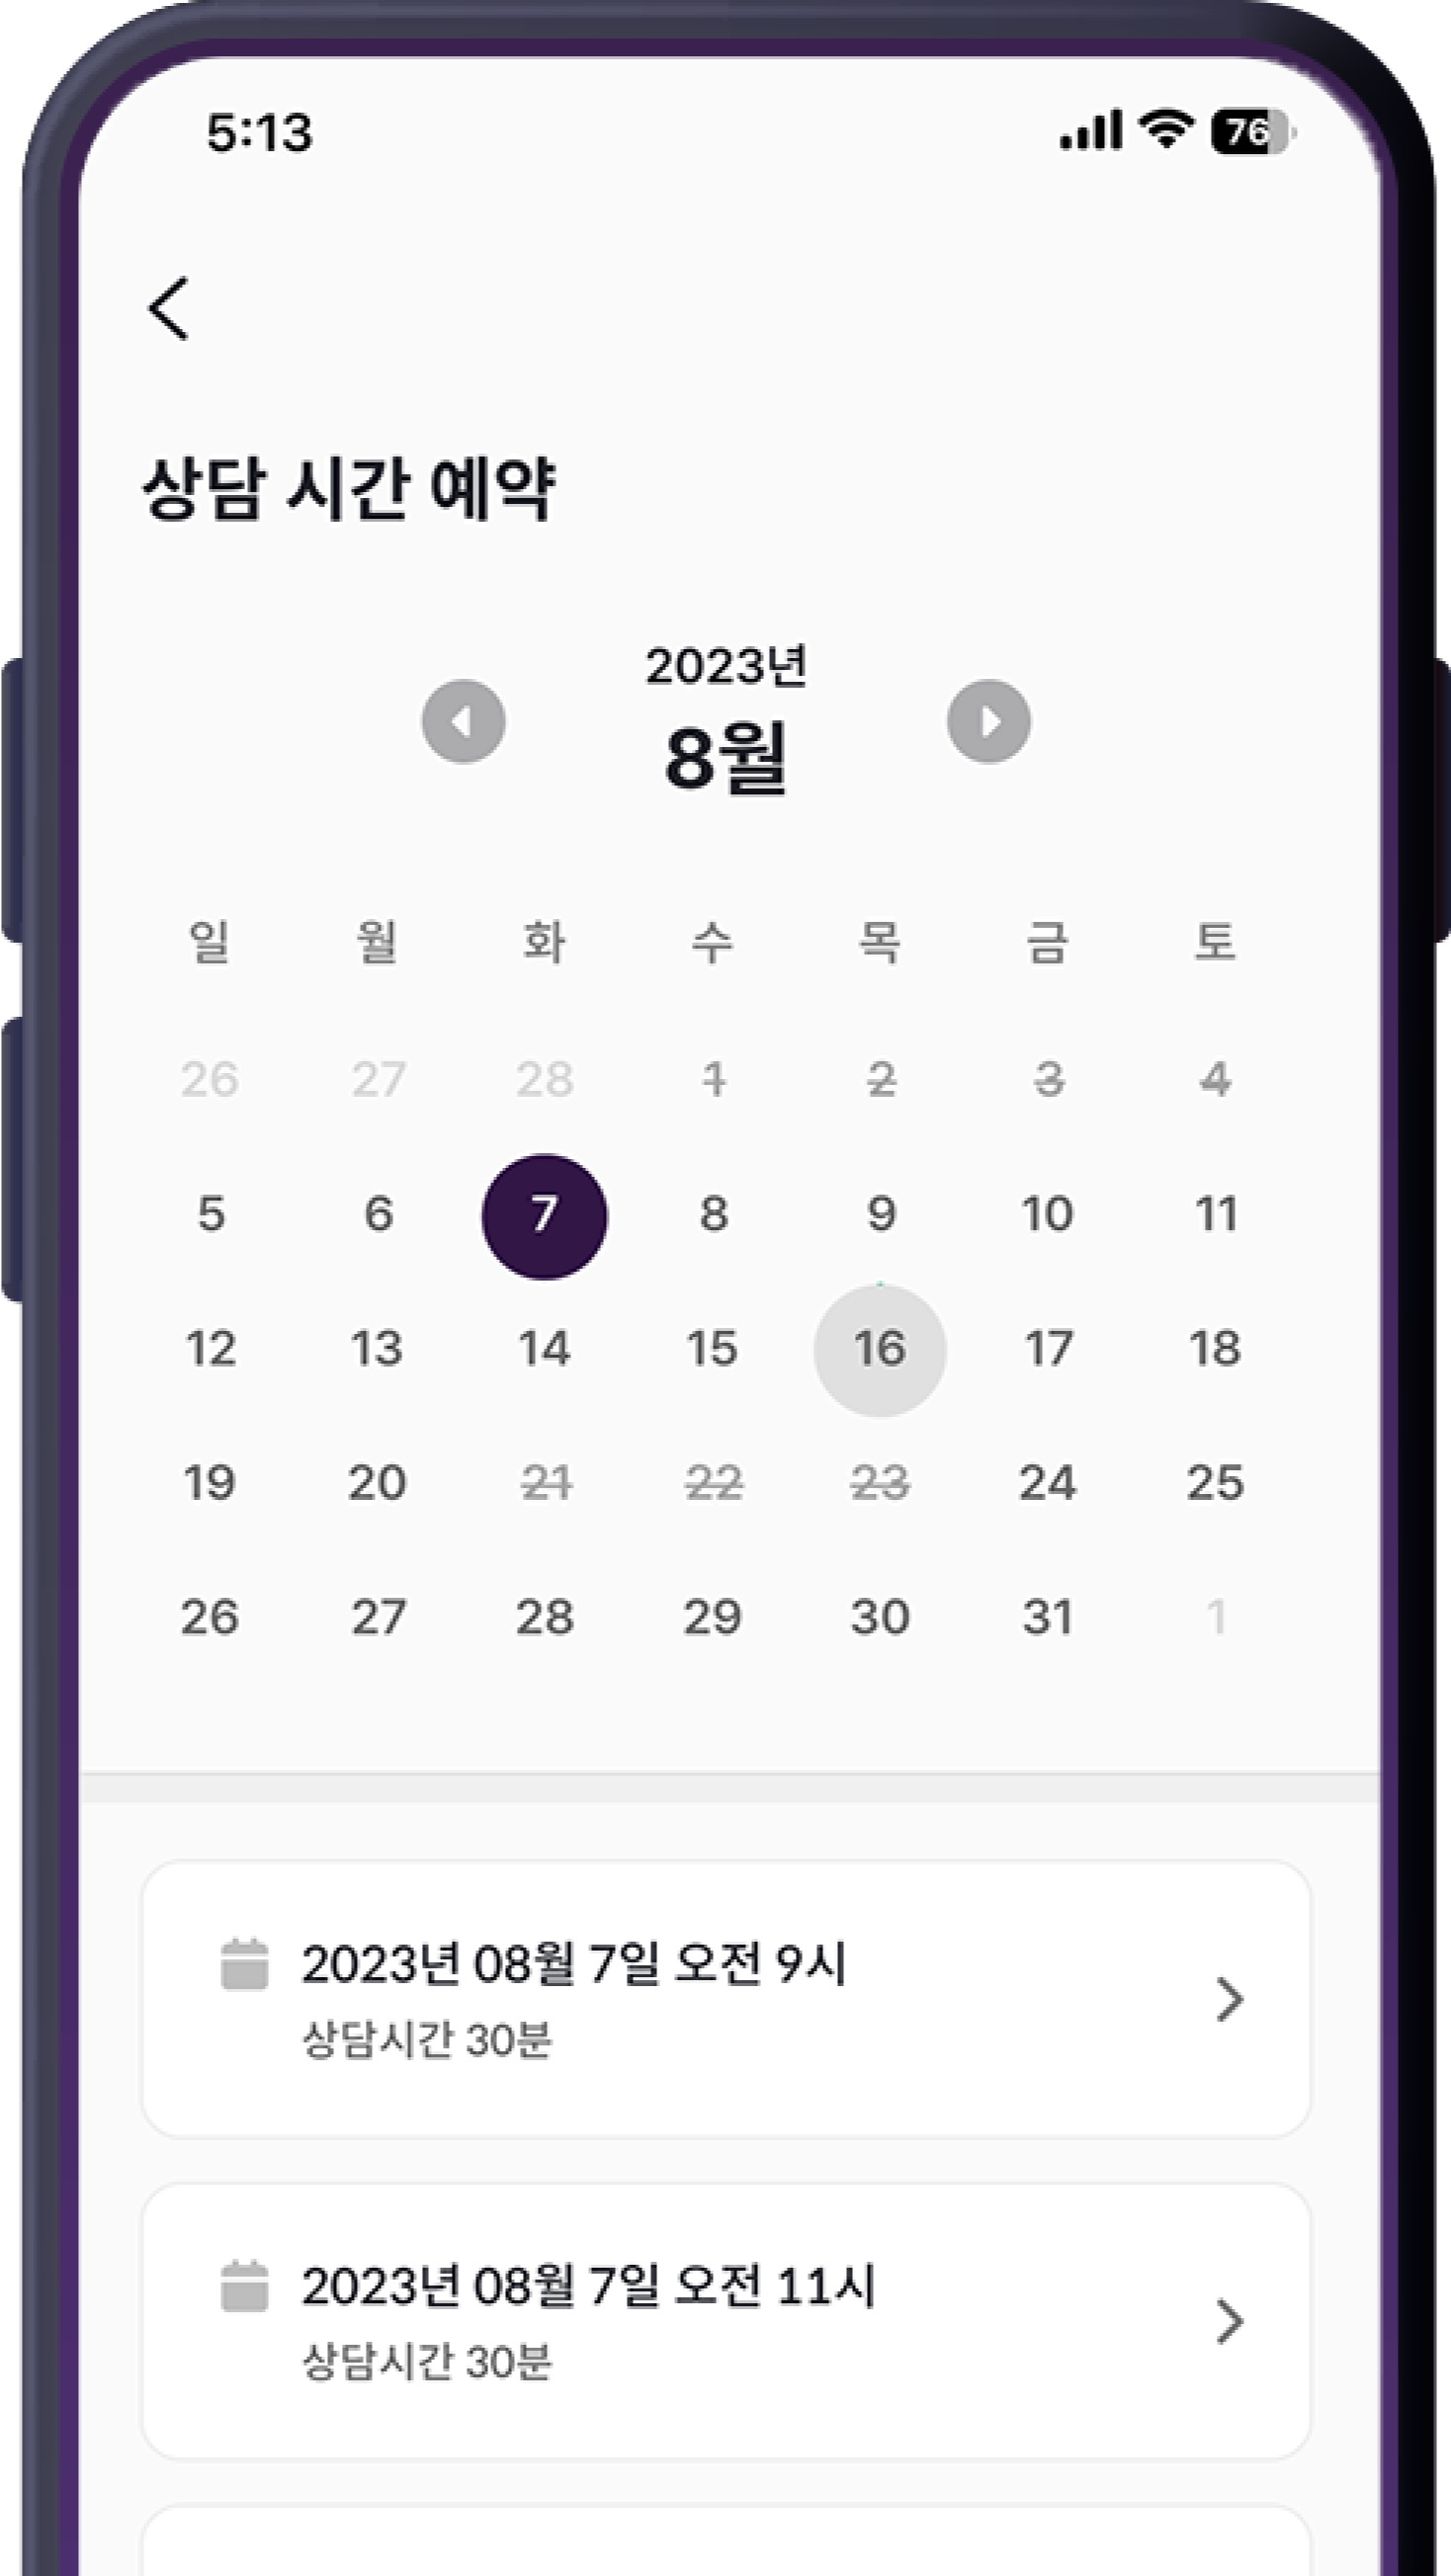 5:13 76
상담 시간 예약
2023년
8월
일 월 화 수 목 금 토
26 27 28 1 2 3 4
5 6 7 8 9 10 11
12 13 14 15 16 17 18
19 20 21 22 23 24 25
26 27 28 29 30 31 1
2023년 08월 7일 오전 9시
상담시간 30분
2023년 08월 7일 오전 11시
상담시간 30분